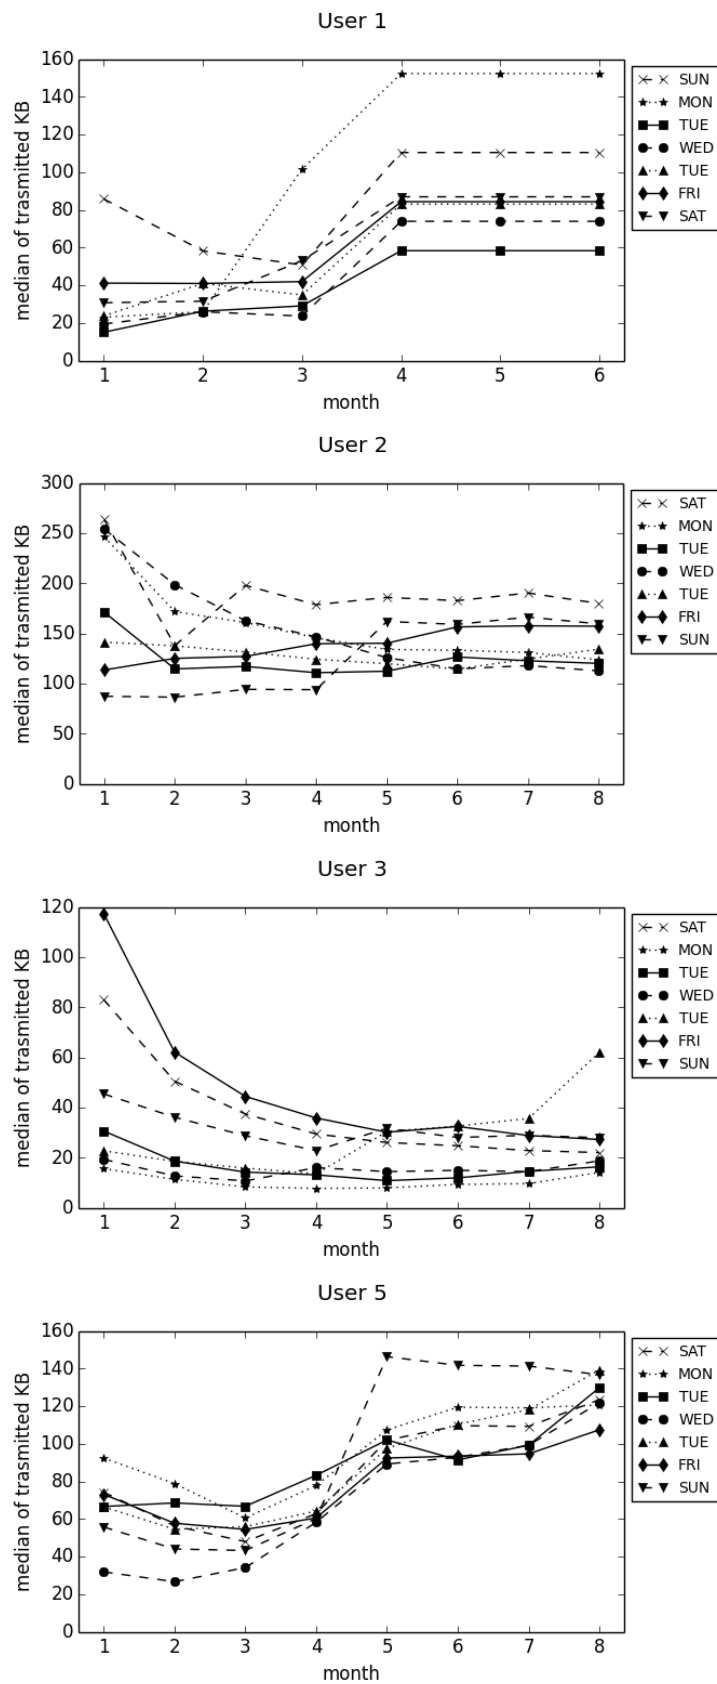 User 1
median of trasmitted KB
160
140
120
100
80
60
40
20
0
1 2 3 4 5 6
month
SUN
MON
TUE
WED
TUE
FRI
SAT
User 2
median of trasmitted KB
300
250
200
150
100
50
0
1 2 3 4 5 6 7 8
month
SAT
MON
TUE
WED
TUE
FRI
SUN
User 3
median of trasmitted KB
120
100
80
60
40
20
0
1 2 3 4 5 6 7 8
month
SAT
MON
TUE
WED
TUE
FRI
SUN
User 5
median of trasmitted KB
160
140
120
100
80
60
40
20
0
1 2 3 4 5 6 7 8
month
SAT
MON
TUE
WED
TUE
FRI
SUN